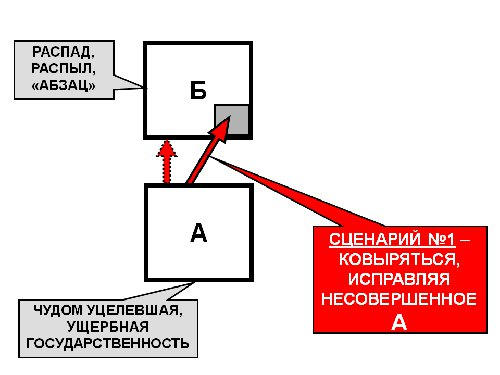 РАСПАД,
РАСПЫЛ,
«АБЗАЦ»
Б
А
СЦЕНАРИЙ №1 –
КОВЫРЯТЬСЯ,
ИСПРАВЛЯЯ
НЕСОВЕРШЕННОЕ
А
ЧУДОМ УЦЕЛЕВШАЯ,
УЩЕРБНАЯ
ГОСУДАРСТВЕННОСТЬ